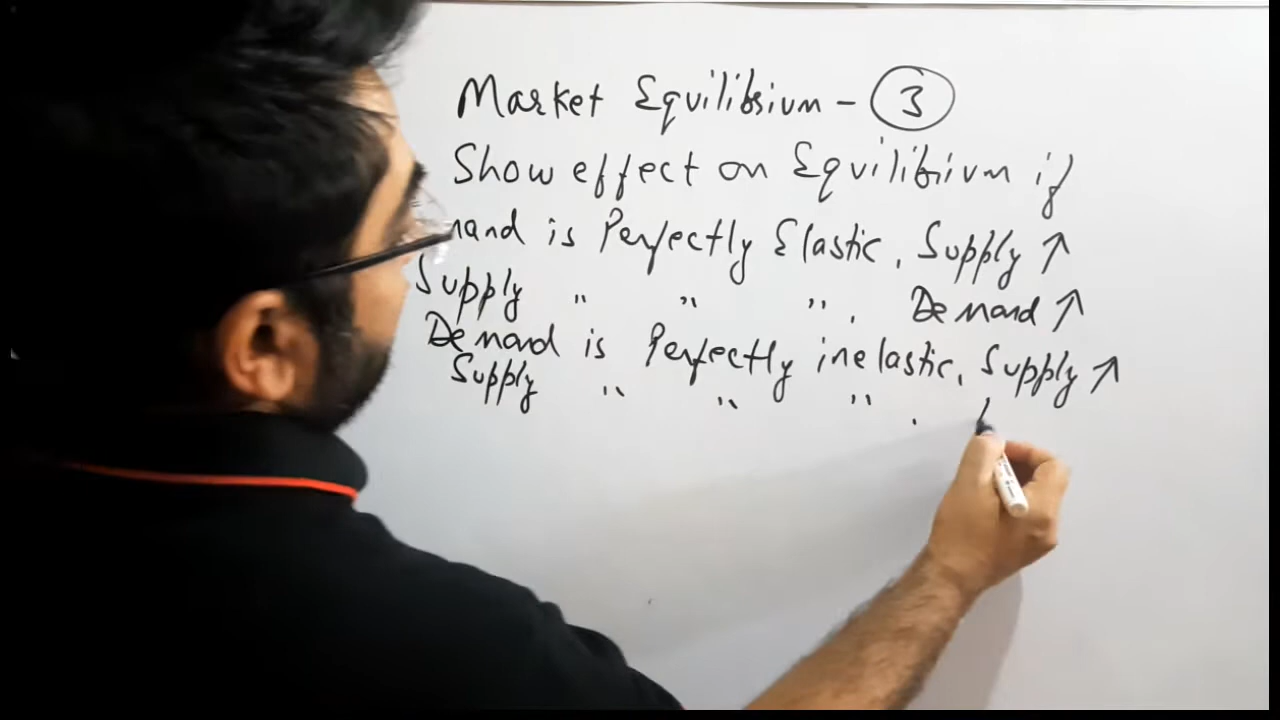 Market Equilibrium - 3
Show effect on Equilibrium if
mand is Perfectly Elastic, Supply ↑
Supply " " ". Demand ↑
Demand is Perfectly inelastic, Supply ↑
Supply " " " .